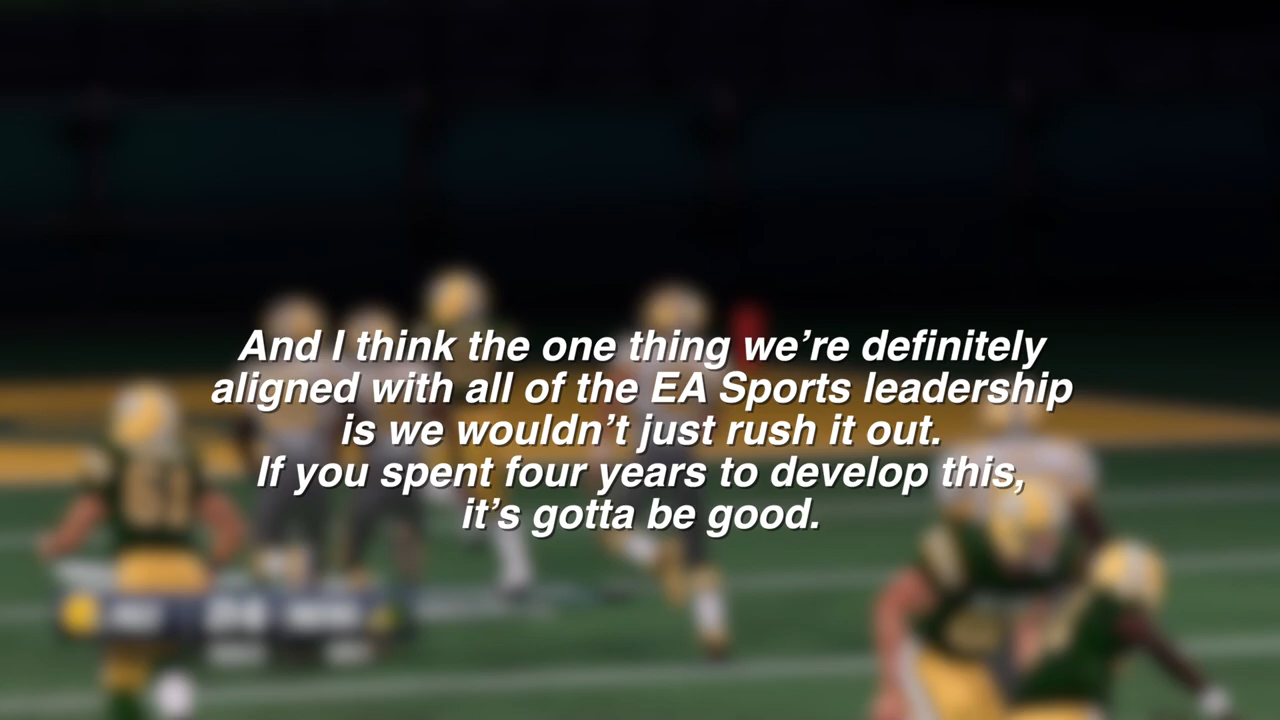 And I think the one thing we're definitely
aligned with all of the EA Sports leadership
is we wouldn't just rush it out.
If you spent four years to develop this,
it's gotta be good.